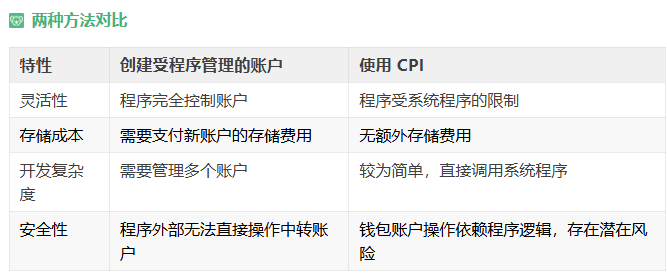 两种方法对比
特性 创建受程序管理的账户 使用 CPI
灵活性 程序完全控制账户 程序受系统程序的限制
存储成本 需要支付新账户的存储费用 无额外存储费用
开发复杂 需要管理多个账户 较为简单，直接调用系统程序
度
安全性 程序外部无法直接操作中转账 钱包账户操作依赖程序逻辑，存在潜在风
户 险